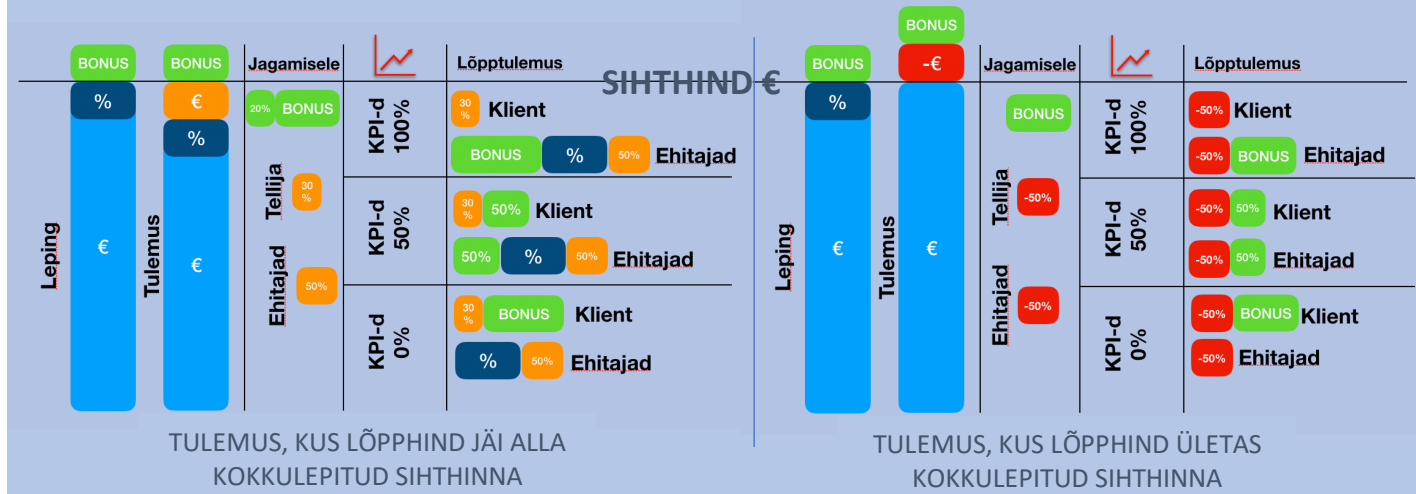 BONUS
BONUS
Jagamisele
Lõpptulemus
%
€
%
€
€
Leping
Tulemus
20%
BONUS
Tellija
30
%
Ehitajad
50%
KPI-d
100%
30
%
Klient
BONUS
%
50%
Ehitajad
KPI-d
50%
30
%
50%
Klient
50%
%
50%
Ehitajad
KPI-d
0%
30
%
BONUS
Klient
%
50%
Ehitajad
TULEMUS, KUS LÕPPHIND JÄI ALLA
KOKKULEPITUD SIHTHINNA
SIHTHIND €
BONUS
BONUS
-€
Jagamisele
Lõpptulemus
%
€
€
Leping
Tulemus
BONUS
Tellija
-50%
Ehitajad
-50%
KPI-d
100%
-50%
Klient
-50%
BONUS
Ehitajad
KPI-d
50%
-50%
50%
Klient
-50%
50%
Ehitajad
KPI-d
0%
-50%
BONUS
Klient
-50%
Ehitajad
TULEMUS, KUS LÕPPHIND ÜLETAS
KOKKULEPITUD SIHTHINNA